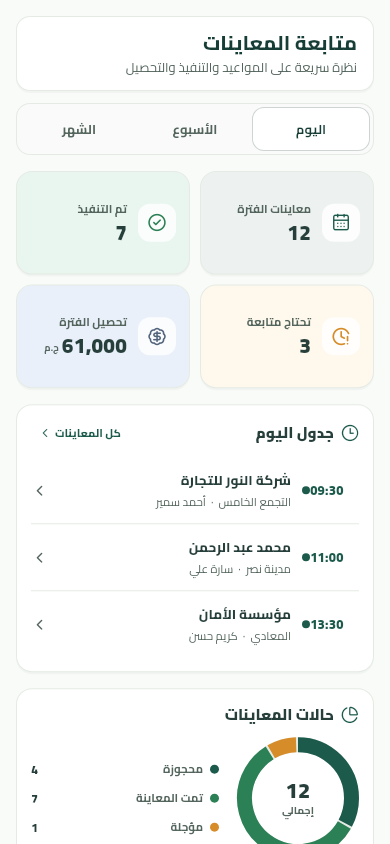 متابعة المعاينات
نظرة سريعة على المواعيد والتنفيذ والتحصيل
اليوم
الأسبوع
الشهر
معاينات الفترة
12
تم التنفيذ
7
تحتاج متابعة
3
تحصيل الفترة
61,000 ج.م
جدول اليوم
كل المعاينات
09:30
شركة النور للتجارة
التجمع الخامس · أحمد سمير
11:00
محمد عبد الرحمن
مدينة نصر · سارة علي
13:30
مؤسسة الأمان
المعادي · كريم حسن
حالات المعاينات
12
إجمالي
محجوزة 4
تمت المعاينة 7
مؤجلة 1